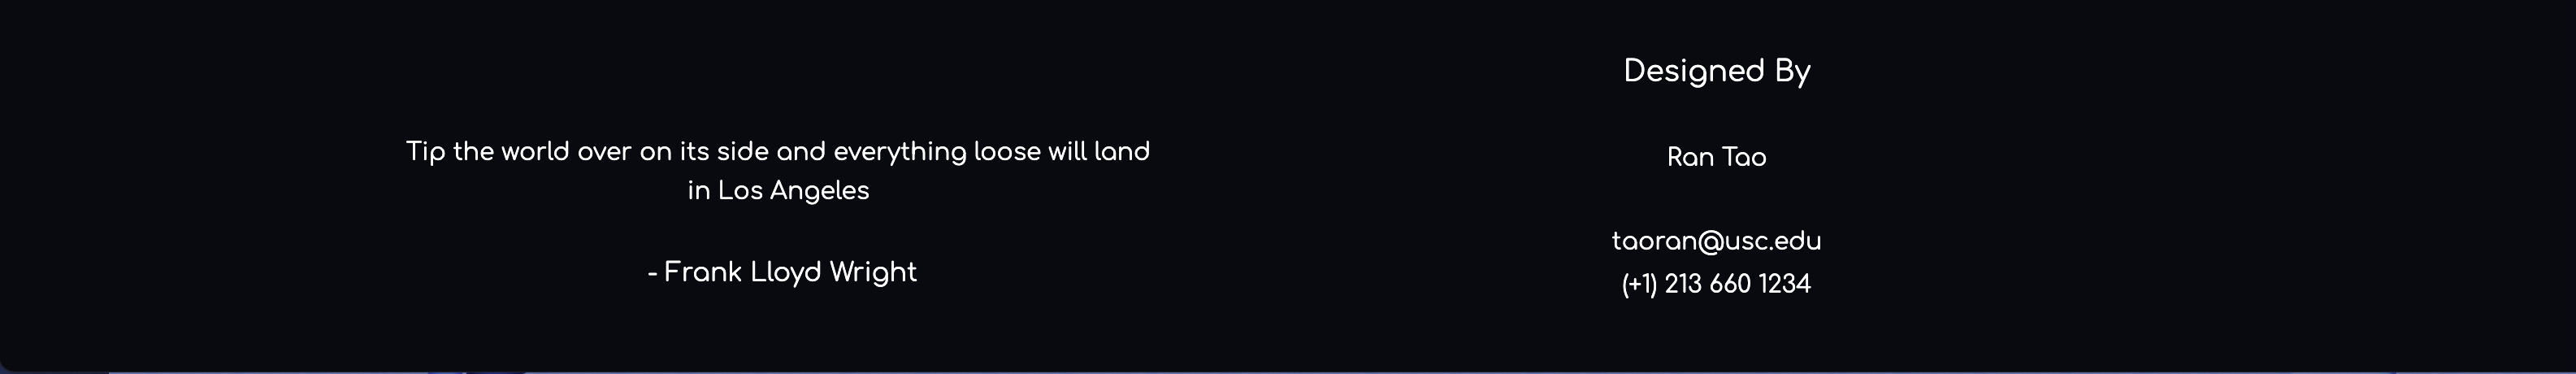 Tip the world over on its side and everything loose will land
in Los Angeles
- Frank Lloyd Wright
Designed By
Ran Tao
taoran@usc.edu
(+1) 213 660 1234